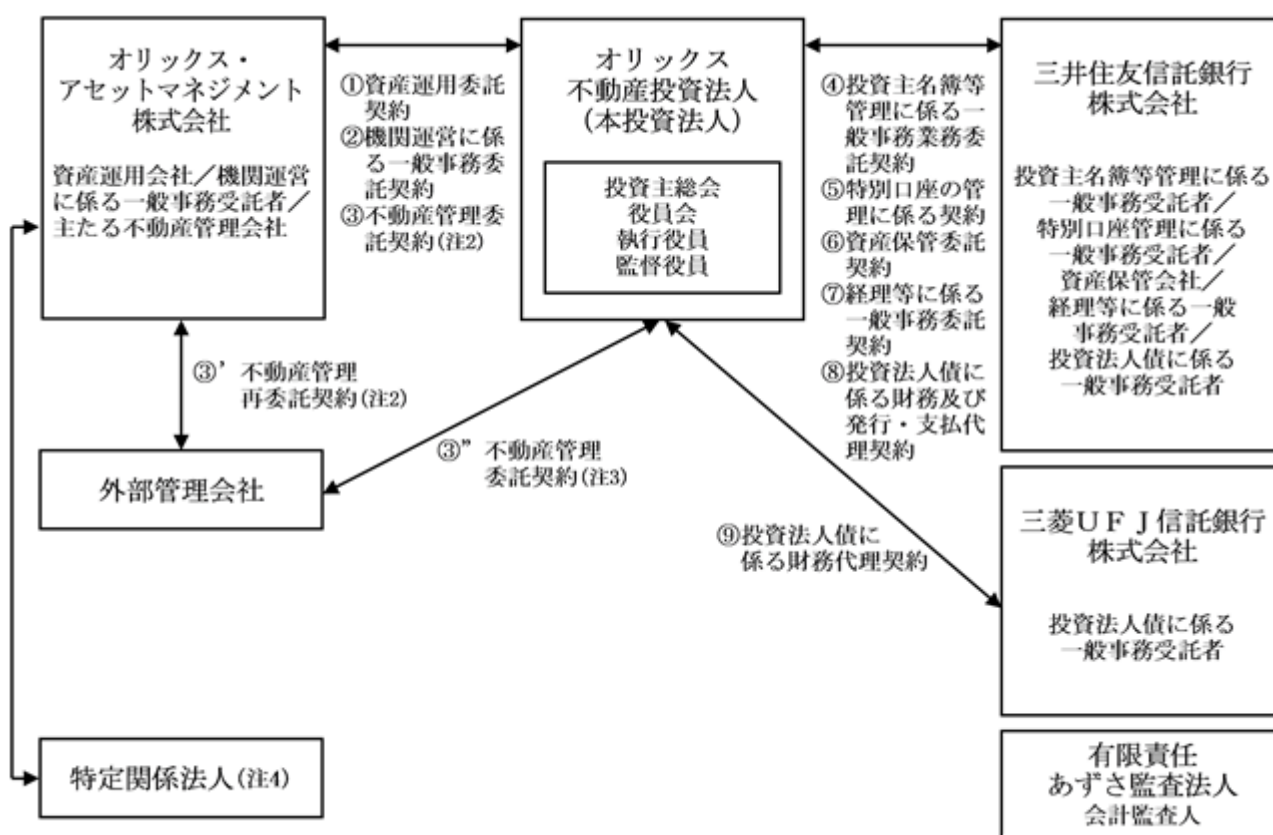 オリックス・
アセットマネジメント
株式会社
資産運用会社／機関運営
に係る一般事務受託者／
主たる不動産管理会社
①資産運用委託
契約
②機関運営に係
る一般事務委
託契約
③不動産管理委
託契約(注2)
オリックス
不動産投資法人
（本投資法人）
投資主総会
役員会
執行役員
監督役員
④投資主名簿等
管理に係る一
般事務業務委
託契約
⑤特別口座の管
理に係る契約
⑥資産保管委託
契約
⑦経理等に係る
一般事務委託
契約
⑧投資法人債に
係る財務及び
発行・支払代
理契約
三井住友信託銀行
株式会社
投資主名簿等管理に係る
一般事務受託者／
特別口座管理に係る
一般事務受託者／
資産保管会社／
経理等に係る一般
事務受託者／
投資法人債に係る
一般事務受託者
③’ 不動産管理
再委託契約(注2)
③” 不動産管理
委託契約(注3)
外部管理会社
⑨投資法人債に
係る財務代理契約
三菱ＵＦＪ信託銀行
株式会社
投資法人債に係る
一般事務受託者
特定関係法人(注4)
有限責任
あずさ監査法人
会計監査人